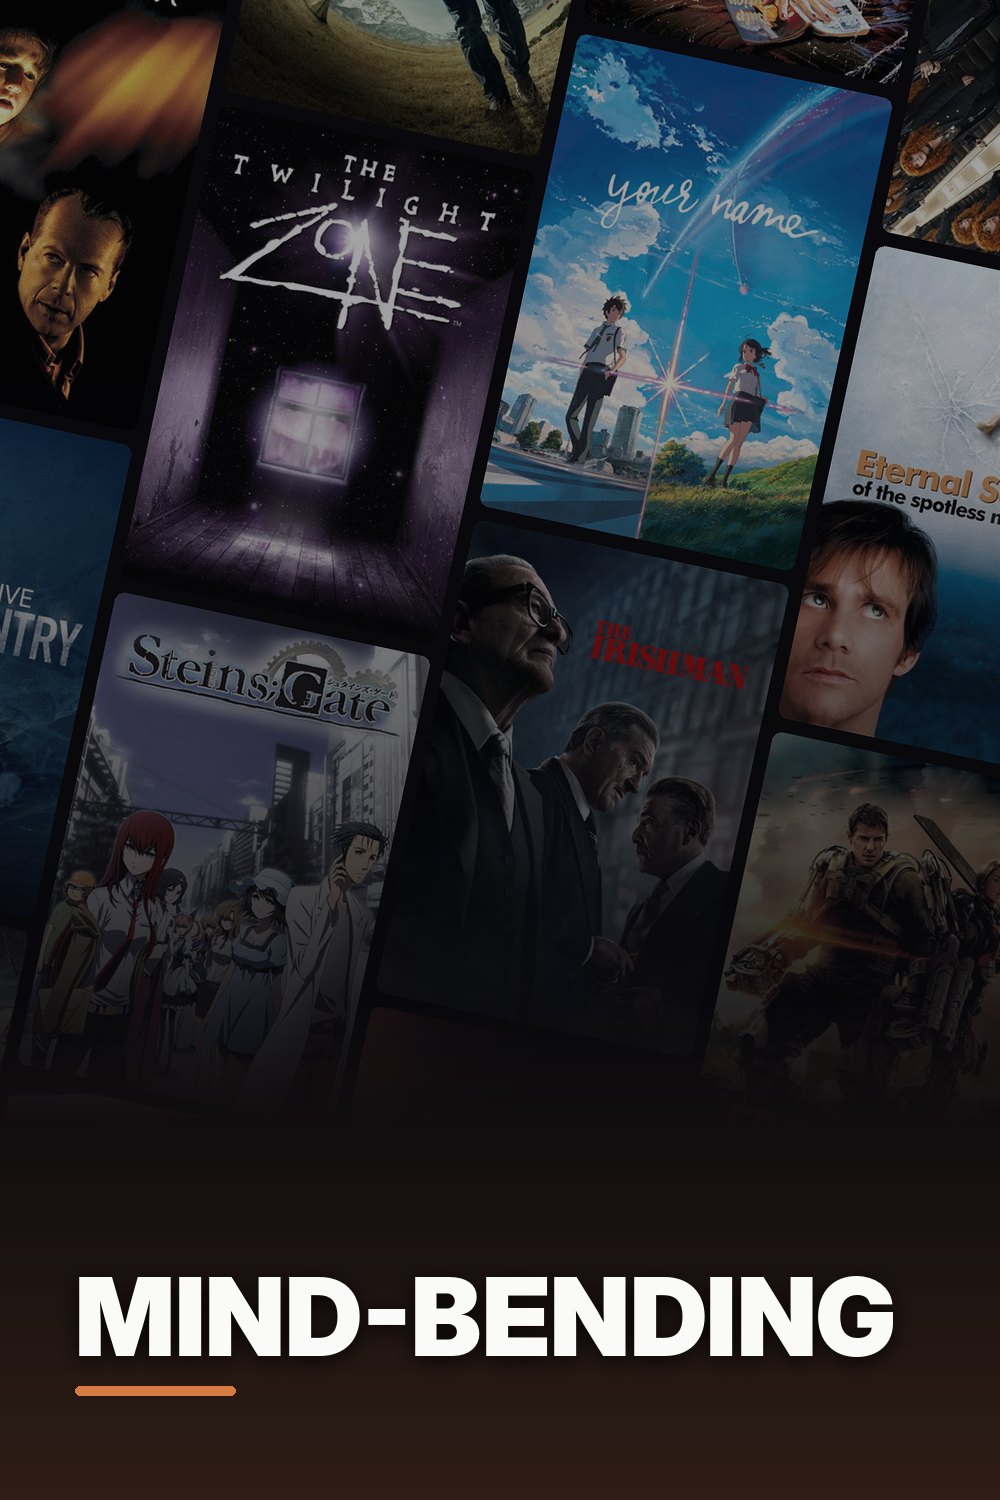 THE
TWILIGHT
ZONE
your name.
Eternal S
of the spotless m
IVE
NTRY
Steins;Gate
シュタインズ・ゲート
THE
IRISHMAN
MIND-BENDING